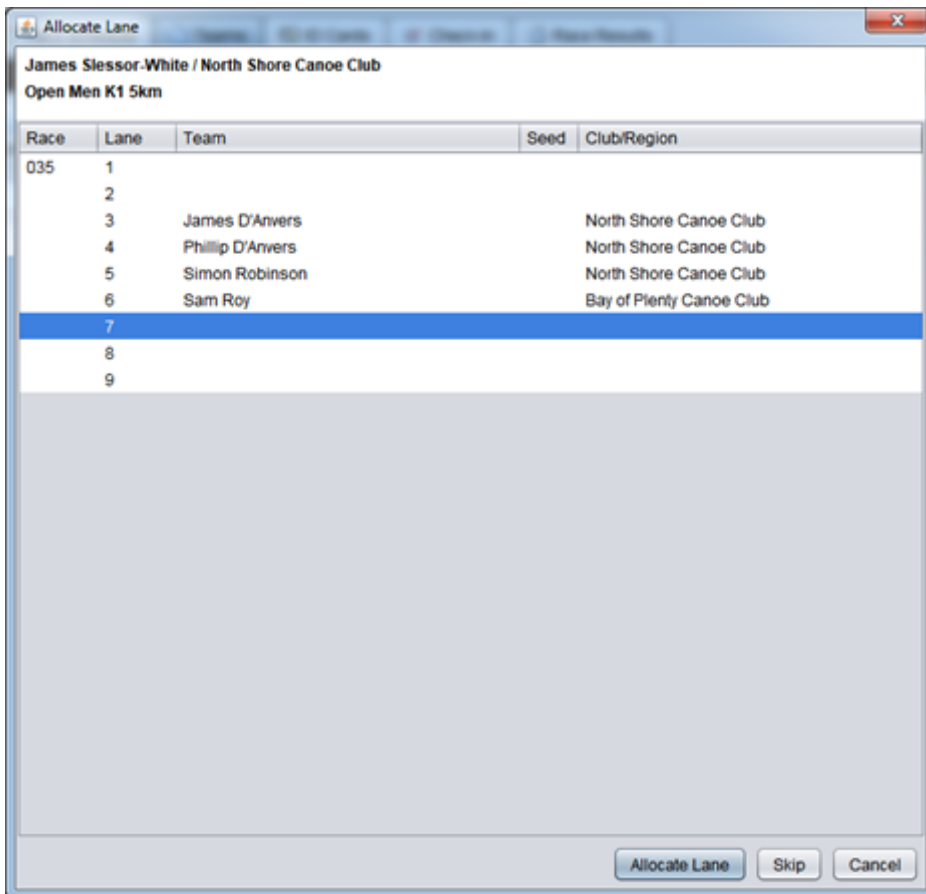 Allocate Lane
James Slessor-White / North Shore Canoe Club
Open Men K1 5km
Race Lane Team Seed Club/Region
035 1
2
3 James D'Anvers North Shore Canoe Club
4 Phillip D'Anvers North Shore Canoe Club
5 Simon Robinson North Shore Canoe Club
6 Sam Roy Bay of Plenty Canoe Club
7
8
9
Allocate Lane Skip Cancel